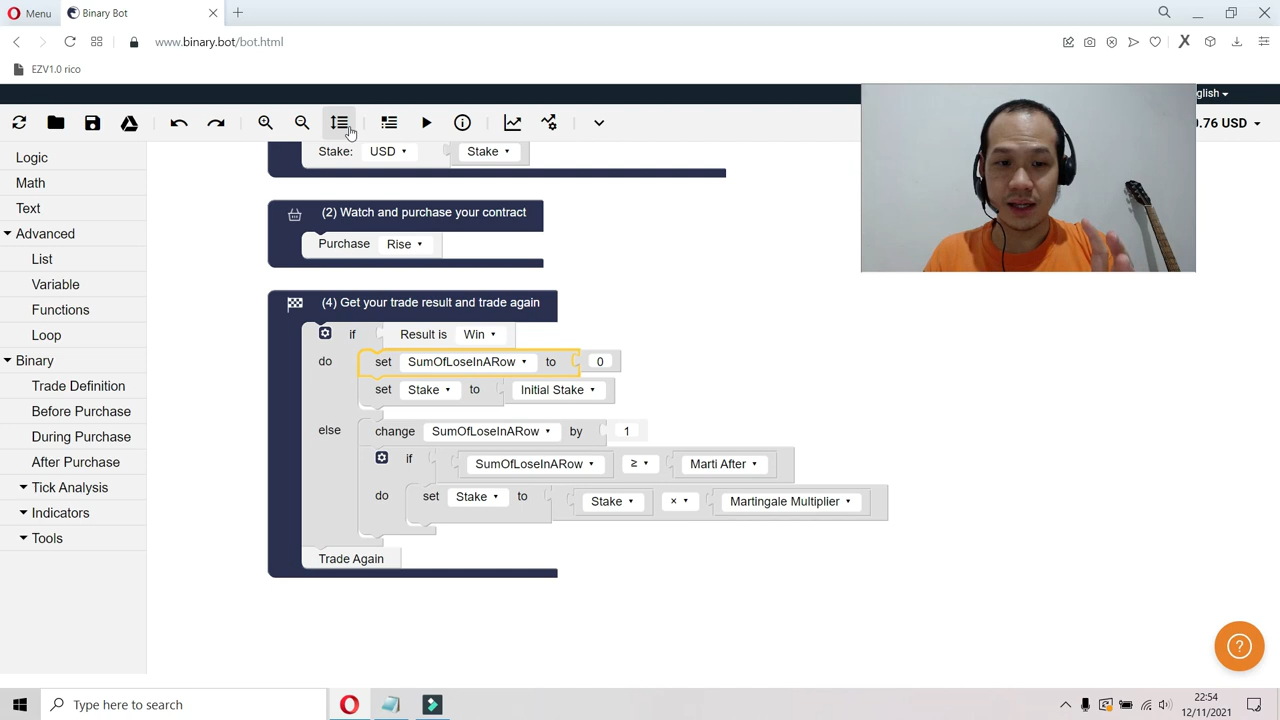 Menu
Binary Bot
www.binary.bot/bot.html
EZV1.0 rico
glish
.76 USD
Logic
Math
Text
Advanced
List
Variable
Functions
Loop
Binary
Trade Definition
Before Purchase
During Purchase
After Purchase
Tick Analysis
Indicators
Tools
Stake: USD Stake
(2) Watch and purchase your contract
Purchase Rise
(4) Get your trade result and trade again
if Result is Win
do set SumOfLoseInARow to 0
set Stake to Initial Stake
else change SumOfLoseInARow by 1
if SumOfLoseInARow ≥ Marti After
do set Stake to Stake × Martingale Multiplier
Trade Again
?
Type here to search
22:54
12/11/2021